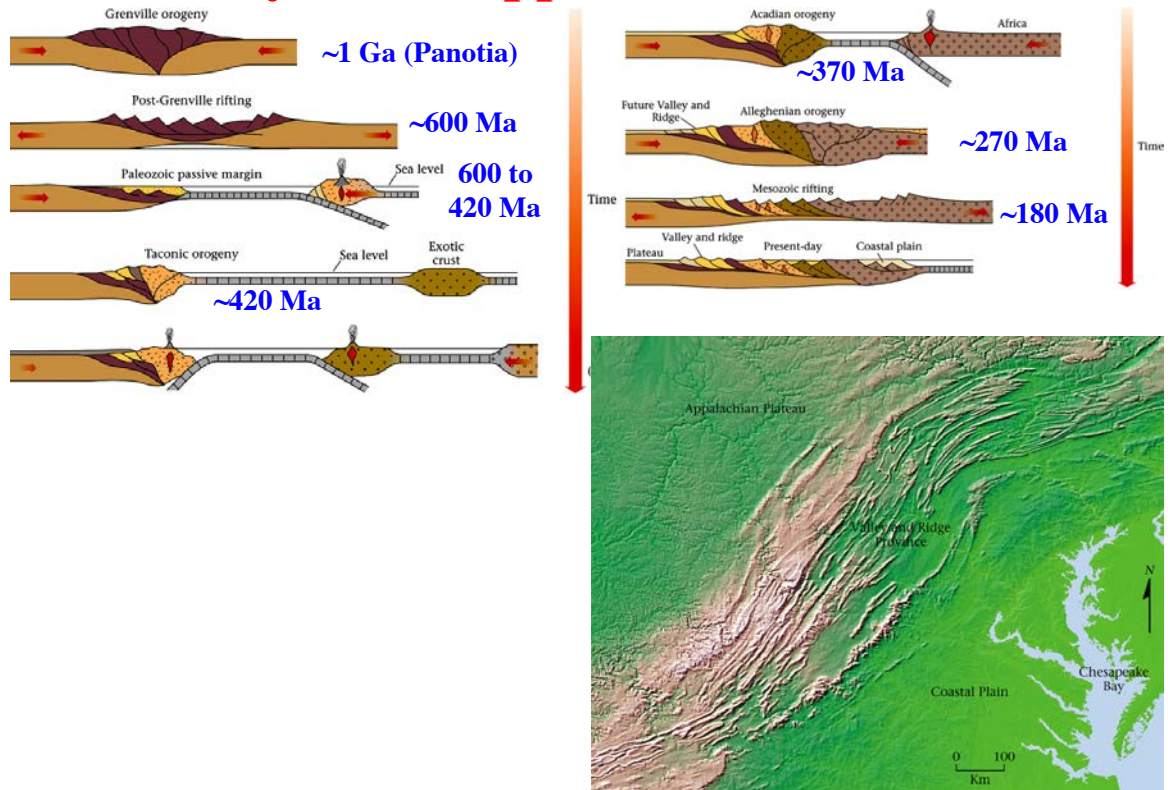 Grenville orogeny
~1 Ga (Panotia)
Post-Grenville rifting
~600 Ma
Paleozoic passive margin
Sea level
600 to
420 Ma
Taconic orogeny
Sea level
Exotic
crust
~420 Ma
Time
Acadian orogeny
Africa
~370 Ma
Future Valley and
Ridge
Alleghenian orogeny
~270 Ma
Time
Mesozoic rifting
~180 Ma
Valley and ridge
Plateau
Present-day
Coastal plain
Appalachian Plateau
Valley and Ridge
Province
N
Chesapeake
Bay
Coastal Plain
0 100
Km